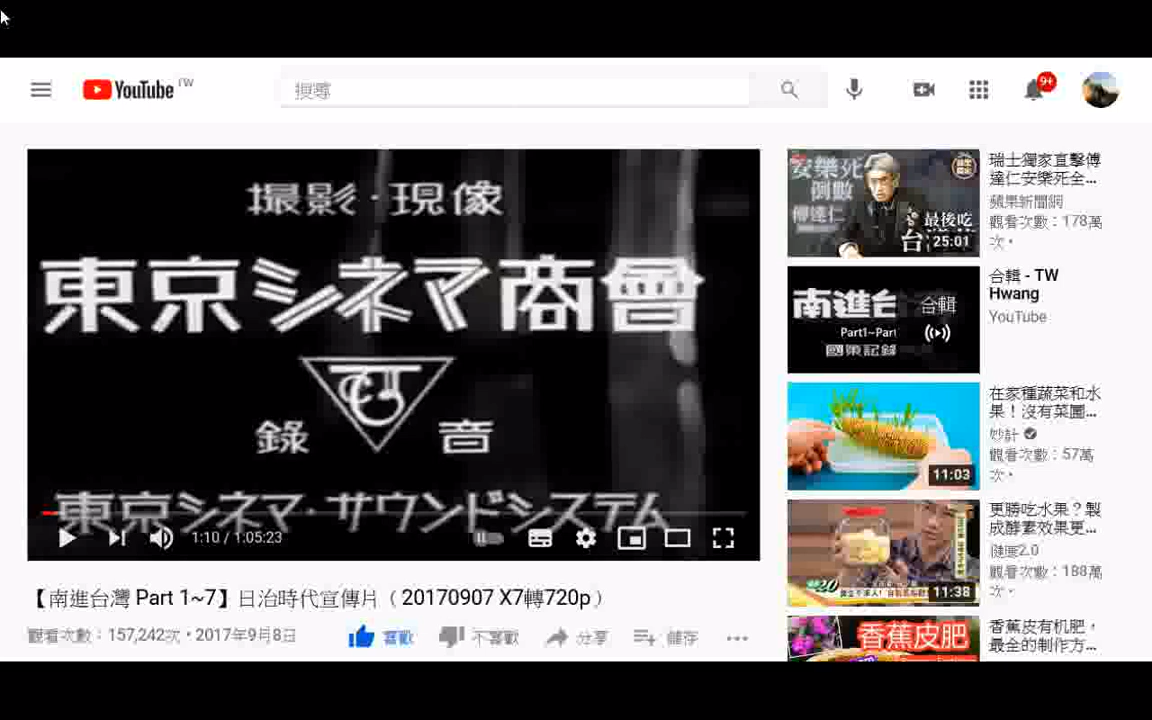 YouTube TW
搜尋
9+
撮影·現像
東京シネマ商會
錄音
東京シネマ·サウンドシステム
1:10 / 1:05:23
【南進台灣 Part 1~7】日治時代宣傳片（20170907 X7轉720p）
觀看次數：157,242次·2017年9月8日
喜歡
不喜歡
分享
儲存
安樂死
倒數
傅達仁
最後吃
台
25:01
瑞士獨家直擊傅
達仁安樂死全...
蘋果新聞網
觀看次數：178萬
次·
南進台
合輯
Part1~Par
國策記錄
合輯 - TW
Hwang
YouTube
11:03
在家種蔬菜和水
果！沒有菜園...
妙計
觀看次數：57萬
次·
11:38
更勝吃水果？製
成酵素效果更...
健康2.0
觀看次數：188萬
次·
香蕉皮肥
香蕉皮有机肥，
最全的制作方...